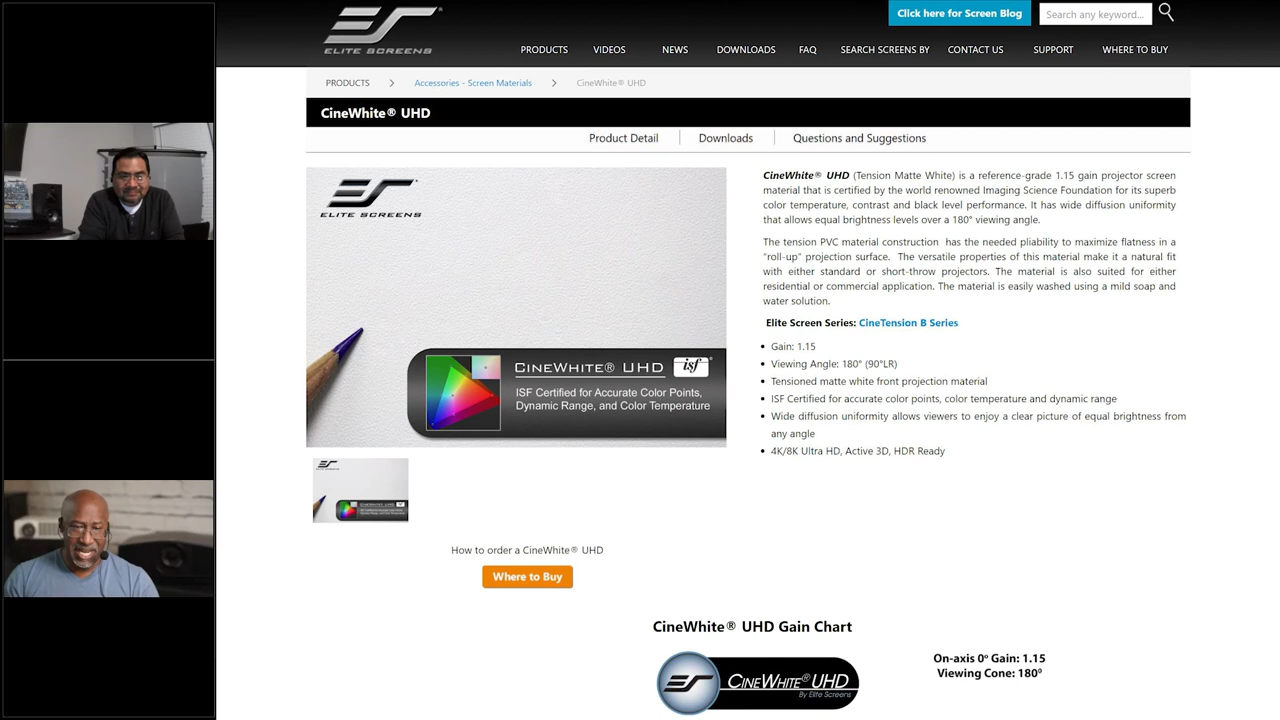 ELITE SCREENS
Click here for Screen Blog
Search any keyword...
PRODUCTS VIDEOS NEWS DOWNLOADS FAQ SEARCH SCREENS BY CONTACT US SUPPORT WHERE TO BUY
PRODUCTS > Accessories - Screen Materials > CineWhite® UHD
CineWhite® UHD
Product Detail | Downloads | Questions and Suggestions
ELITE SCREENS
CINEWHITE® UHD isf®
ISF Certified for Accurate Color Points,
Dynamic Range, and Color Temperature
CineWhite® UHD (Tension Matte White) is a reference-grade 1.15 gain projector screen
material that is certified by the world renowned Imaging Science Foundation for its superb
color temperature, contrast and black level performance. It has wide diffusion uniformity
that allows equal brightness levels over a 180° viewing angle.
The tension PVC material construction has the needed pliability to maximize flatness in a
“roll-up” projection surface. The versatile properties of this material make it a natural fit
with either standard or short-throw projectors. The material is also suited for either
residential or commercial application. The material is easily washed using a mild soap and
water solution.
Elite Screen Series: CineTension B Series
• Gain: 1.15
• Viewing Angle: 180° (90°LR)
• Tensioned matte white front projection material
• ISF Certified for accurate color points, color temperature and dynamic range
• Wide diffusion uniformity allows viewers to enjoy a clear picture of equal brightness from
any angle
• 4K/8K Ultra HD, Active 3D, HDR Ready
CINEWHITE® UHD
How to order a CineWhite® UHD
Where to Buy
CineWhite® UHD Gain Chart
CINEWHITE® UHD
By Elite Screens
On-axis 0° Gain: 1.15
Viewing Cone: 180°